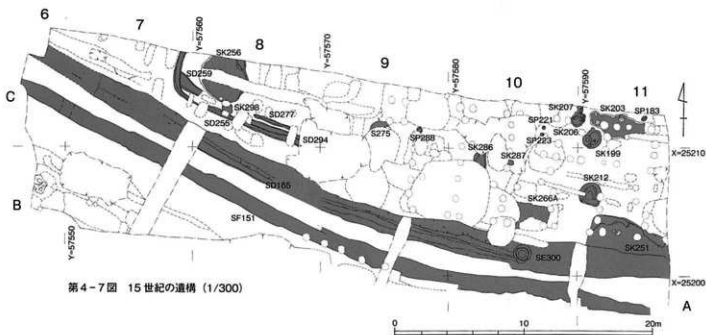 6
7
Y=57560
8
Y=57570
9
Y=57580
10
Y=57590
11
C
B
A
SK256
SD259
SK298
SD277
SD255
SD294
S275
SP288
SK286
SK287
SP221
SP223
SK207
SK206
SK203
SP183
SK199
SK212
SK266A
SK251
SE300
SD165
SF151
X=25210
X=25200
Y=57550
第4-7図 15世紀の遺構 (1/300)
0 10 20m